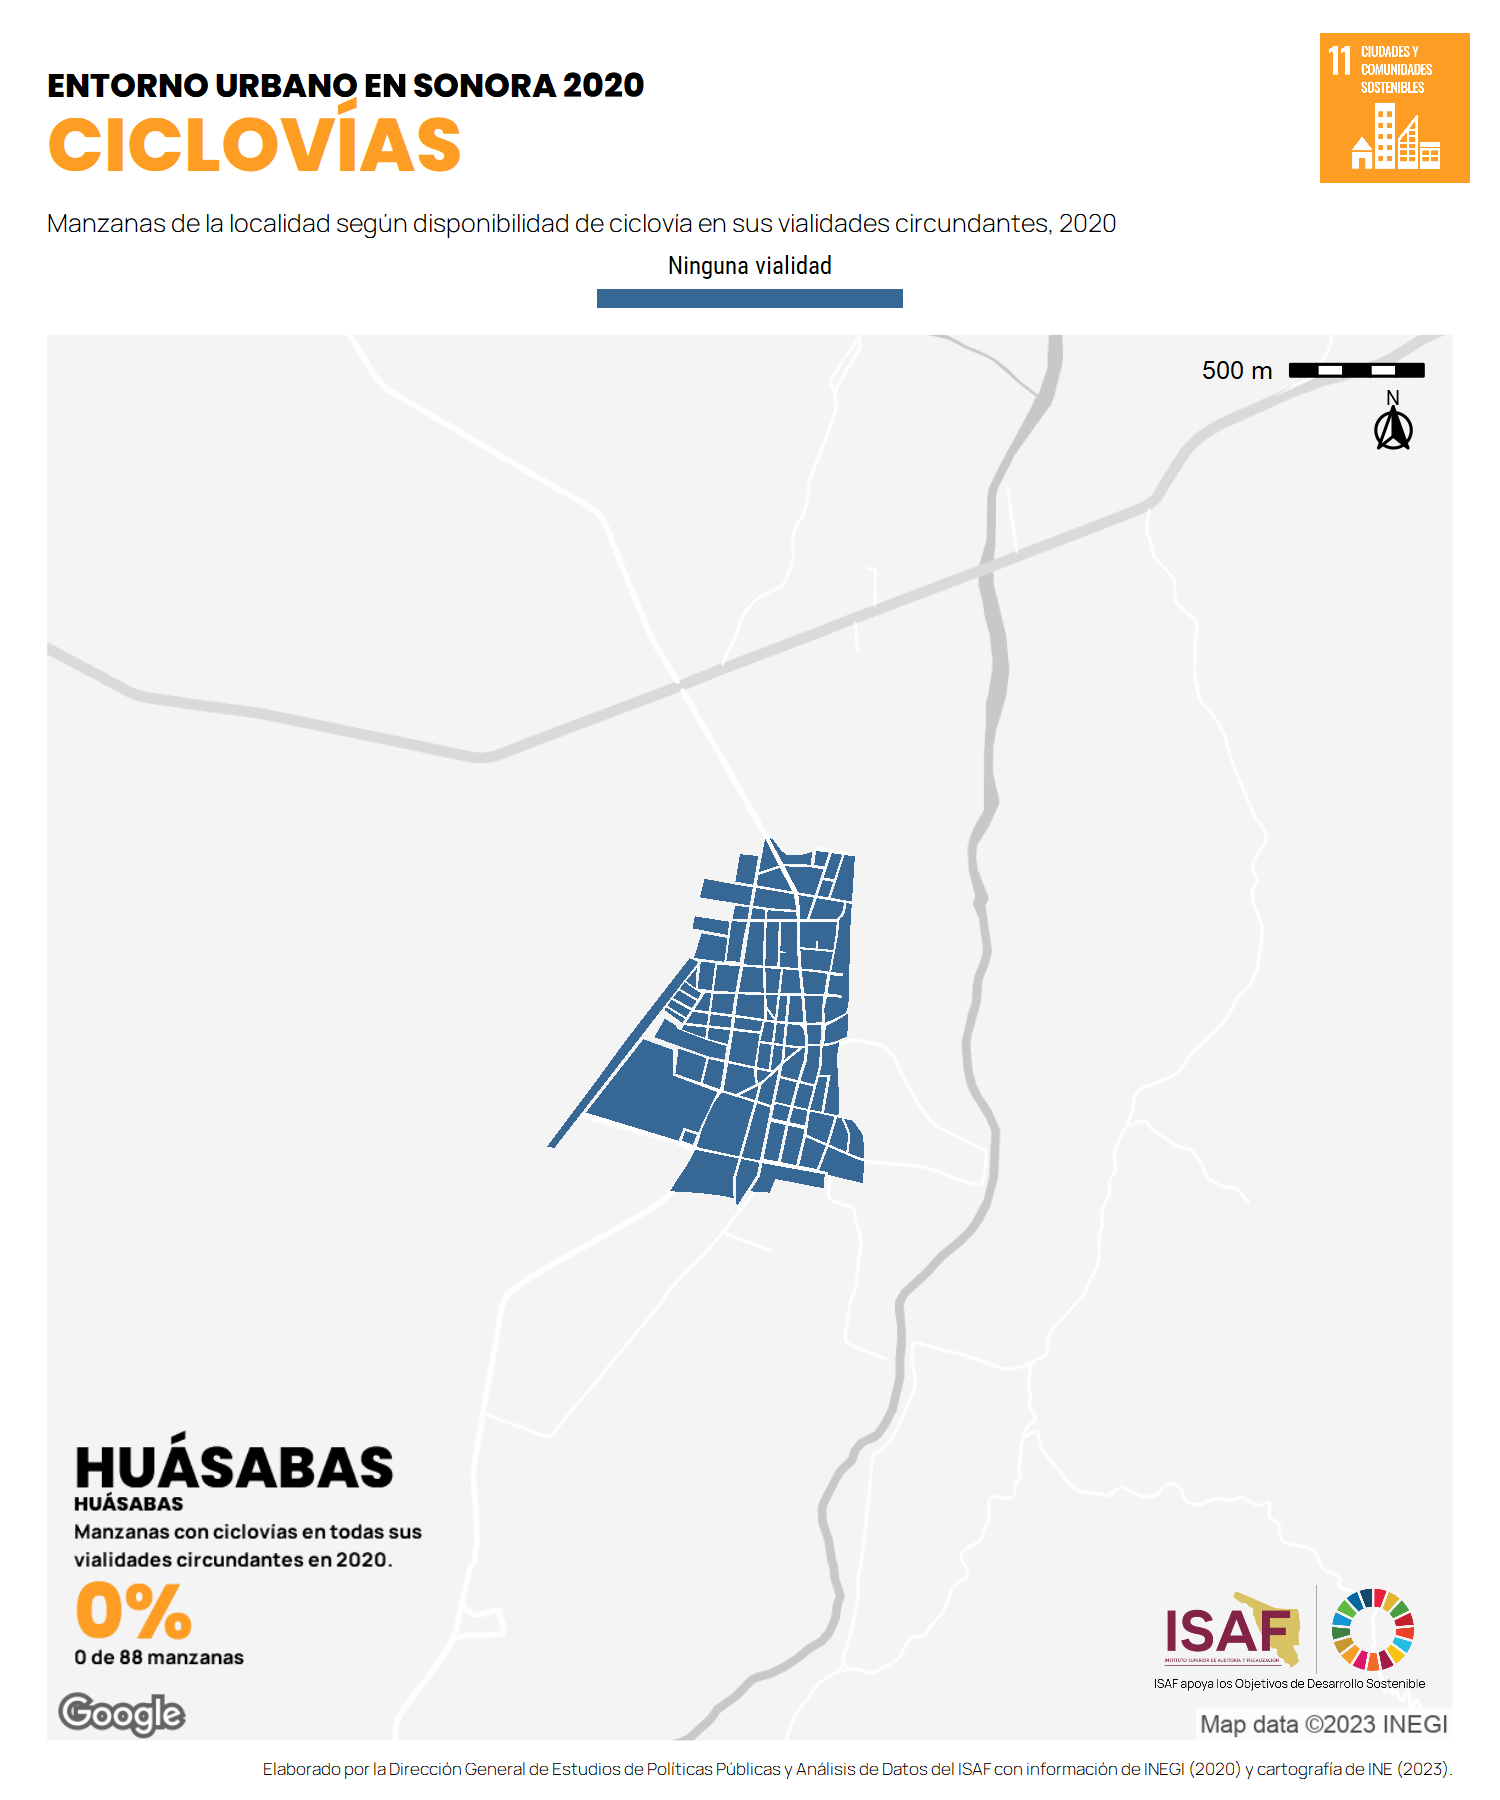 ENTORNO URBANO EN SONORA 2020
CICLOVÍAS
11 CIUDADES Y
COMUNIDADES
SOSTENIBLES
Manzanas de la localidad según disponibilidad de ciclovía en sus vialidades circundantes, 2020
Ninguna vialidad
500 m
N
HUÁSABAS
HUÁSABAS
Manzanas con ciclovias en todas sus
vialidades circundantes en 2020.
0%
0 de 88 manzanas
ISAF
INSTITUTO SUPERIOR DE AUDITORÍA Y FISCALIZACIÓN
ISAF apoya los Objetivos de Desarrollo Sostenible
Google
Map data ©2023 INEGI
Elaborado por la Dirección General de Estudios de Políticas Públicas y Análisis de Datos del ISAF con información de INEGI (2020) y cartografía de INE (2023).